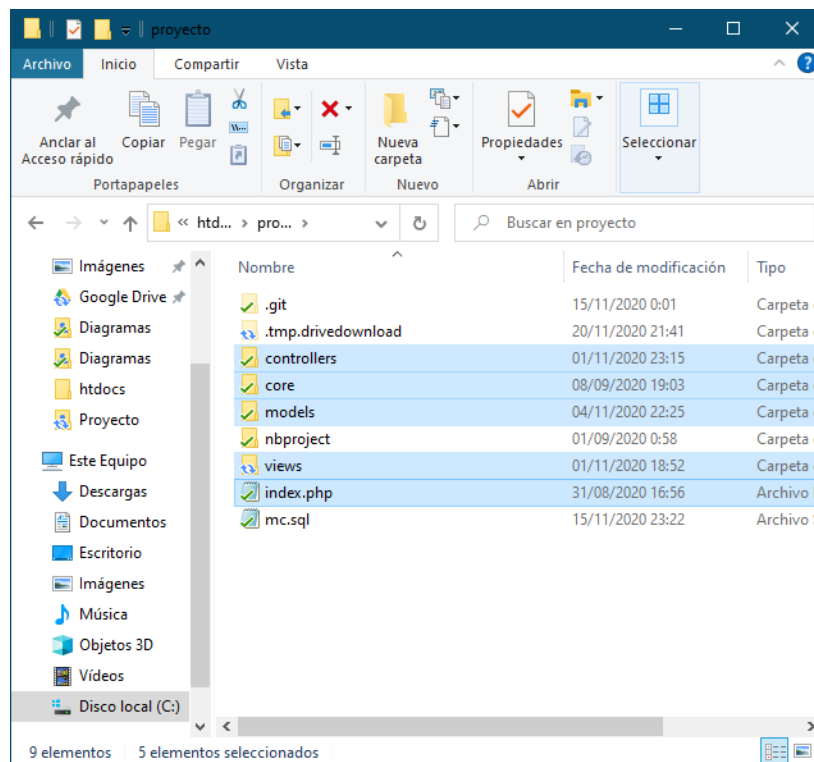 proyecto
Archivo Inicio Compartir Vista
Anclar al Acceso rápido
Copiar
Pegar
Nueva carpeta
Propiedades
Seleccionar
Portapapeles Organizar Nuevo Abrir
« htd... › pro... ›
Buscar en proyecto
Imágenes
Google Drive
Diagramas
Diagramas
htdocs
Proyecto
Este Equipo
Descargas
Documentos
Escritorio
Imágenes
Música
Objetos 3D
Vídeos
Disco local (C:)
Nombre Fecha de modificación Tipo
.git 15/11/2020 0:01 Carpeta
.tmp.drivedownload 20/11/2020 21:41 Carpeta
controllers 01/11/2020 23:15 Carpeta
core 08/09/2020 19:03 Carpeta
models 04/11/2020 22:25 Carpeta
nbproject 01/09/2020 0:58 Carpeta
views 01/11/2020 18:52 Carpeta
index.php 31/08/2020 16:56 Archivo
mc.sql 15/11/2020 23:22 Archivo
9 elementos 5 elementos seleccionados